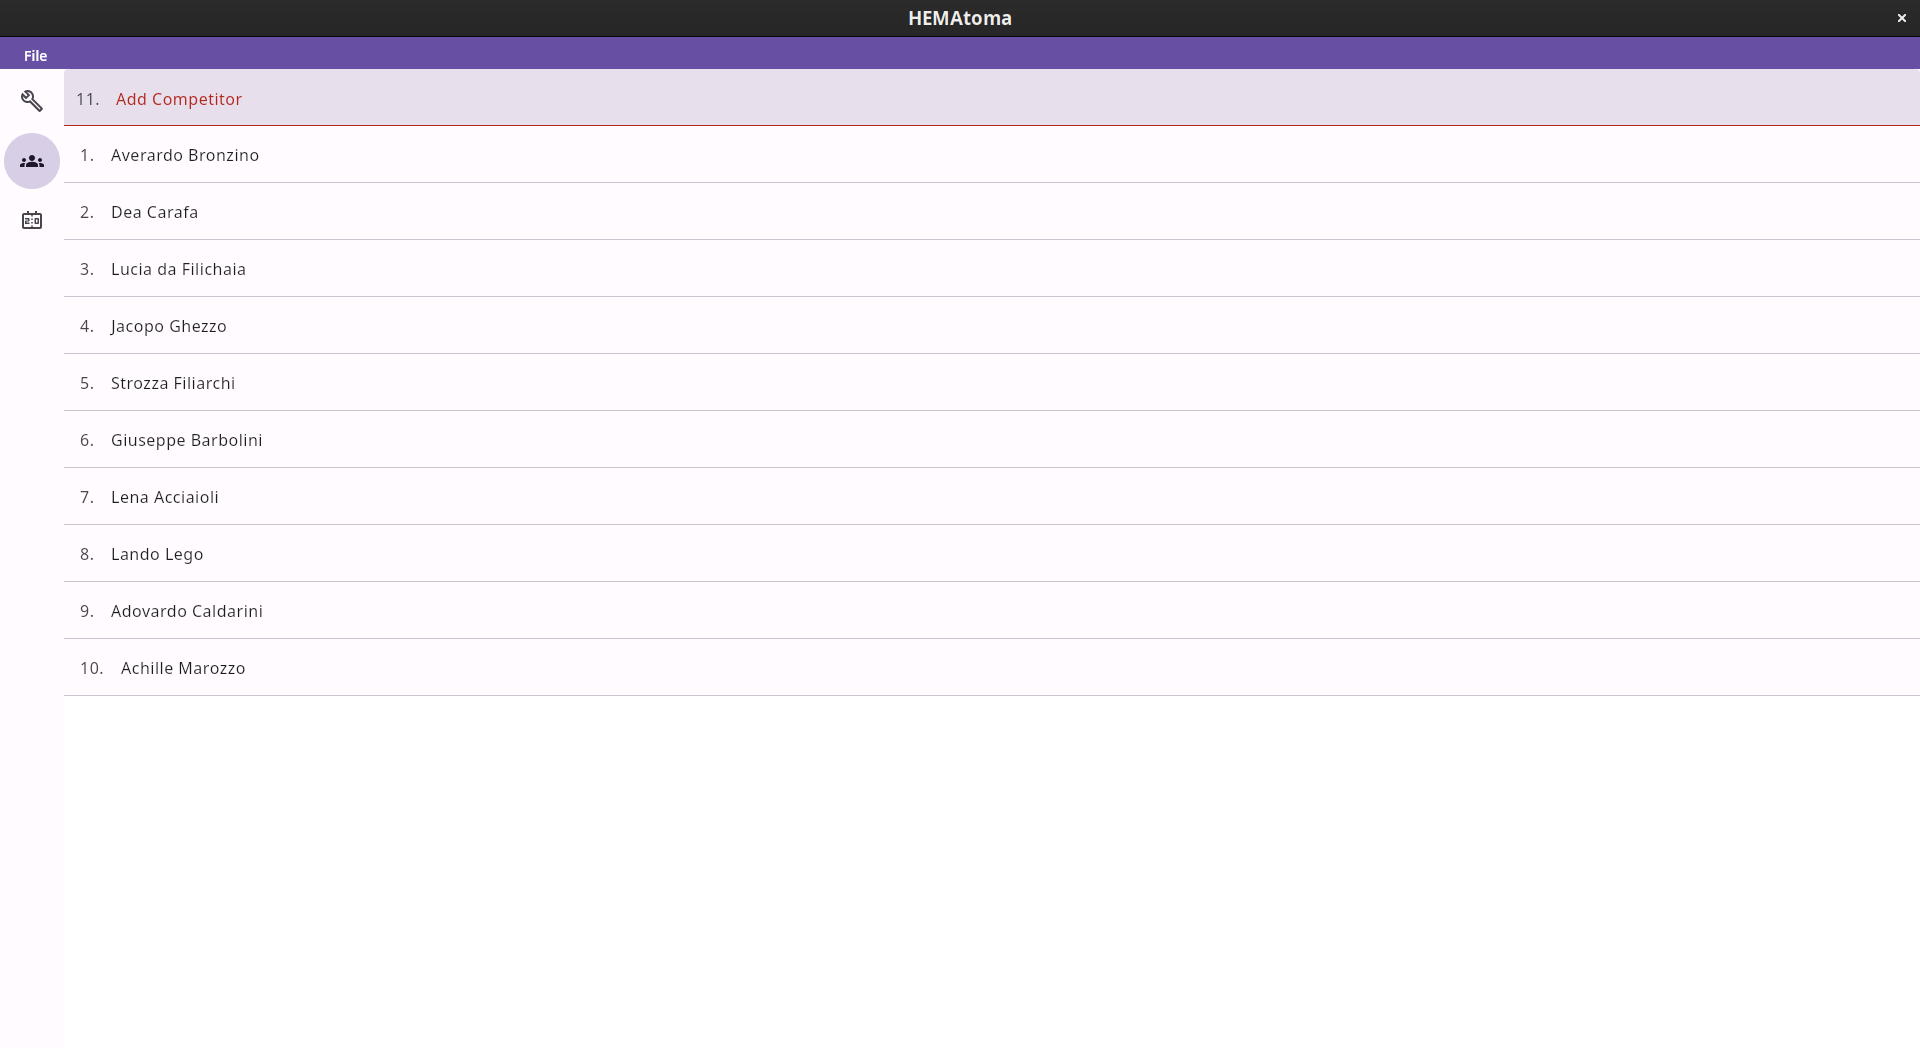 HEMAtoma
File
11. Add Competitor
1. Averardo Bronzino
2. Dea Carafa
3. Lucia da Filichaia
4. Jacopo Ghezzo
5. Strozza Filiarchi
6. Giuseppe Barbolini
7. Lena Acciaioli
8. Lando Lego
9. Adovardo Caldarini
10. Achille Marozzo